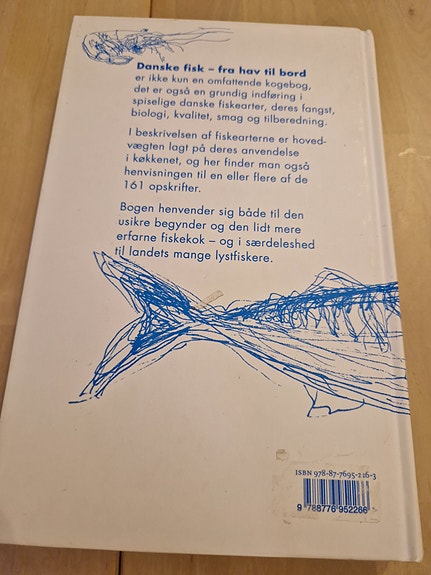 Danske fisk – fra hav til bord
er ikke kun en omfattende kogebog,
det er også en grundig indføring i
spiselige danske fiskearter, deres fangst,
biologi, kvalitet, smag og tilberedning.
I beskrivelsen af fiskearterne er hoved-
vægten lagt på deres anvendelse
i køkkenet, og her finder man også
henvisningen til en eller flere af de
161 opskrifter.
Bogen henvender sig både til den
usikre begynder og den lidt mere
erfarne fiskekok – og i særdeleshed
til landets mange lystfiskere.
ISBN 978-87-7695-216-3
9 788776 952266